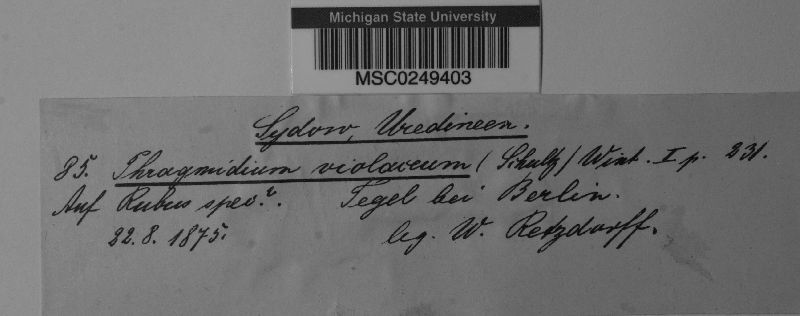 Michigan State University
MSC0249403
Sydow, Uredineen.
85. Phragmidium violaceum (Schultz) Wint. I p. 231.
Auf Rubus spec.? Tegel bei Berlin.
22.8. 1875. leg. W. Retzdorff.